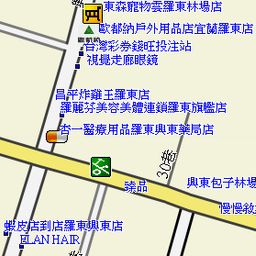 東森寵物雲羅東林場店
歐都納戶外用品店宜蘭羅東店
台灣彩券錢旺投注站
視覺走廊眼鏡
昌平炸雞王羅東店
羅麗芬美容美體連鎖羅東旗艦店
杏一醫療用品羅東興東藥局店
30巷
臻品
興東包子林場
慢慢敘
蝦皮店到店羅東興東店
ELAN HAIR